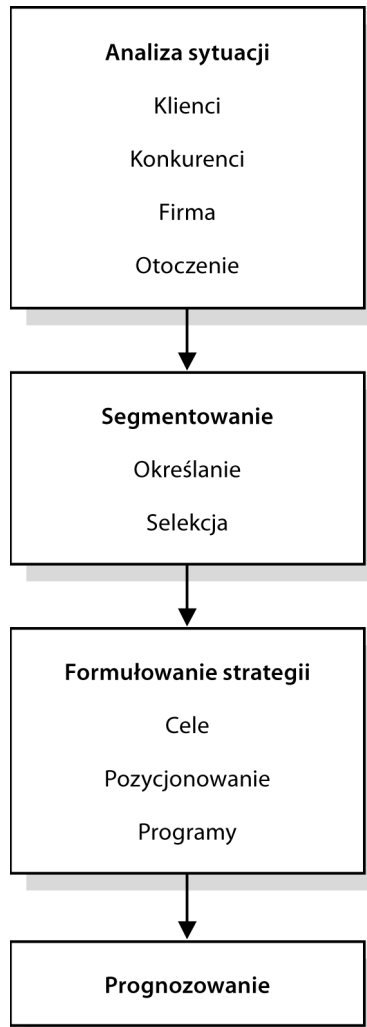 Analiza sytuacji
Klienci
Konkurenci
Firma
Otoczenie
Segmentowanie
Określanie
Selekcja
Formułowanie strategii
Cele
Pozycjonowanie
Programy
Prognozowanie